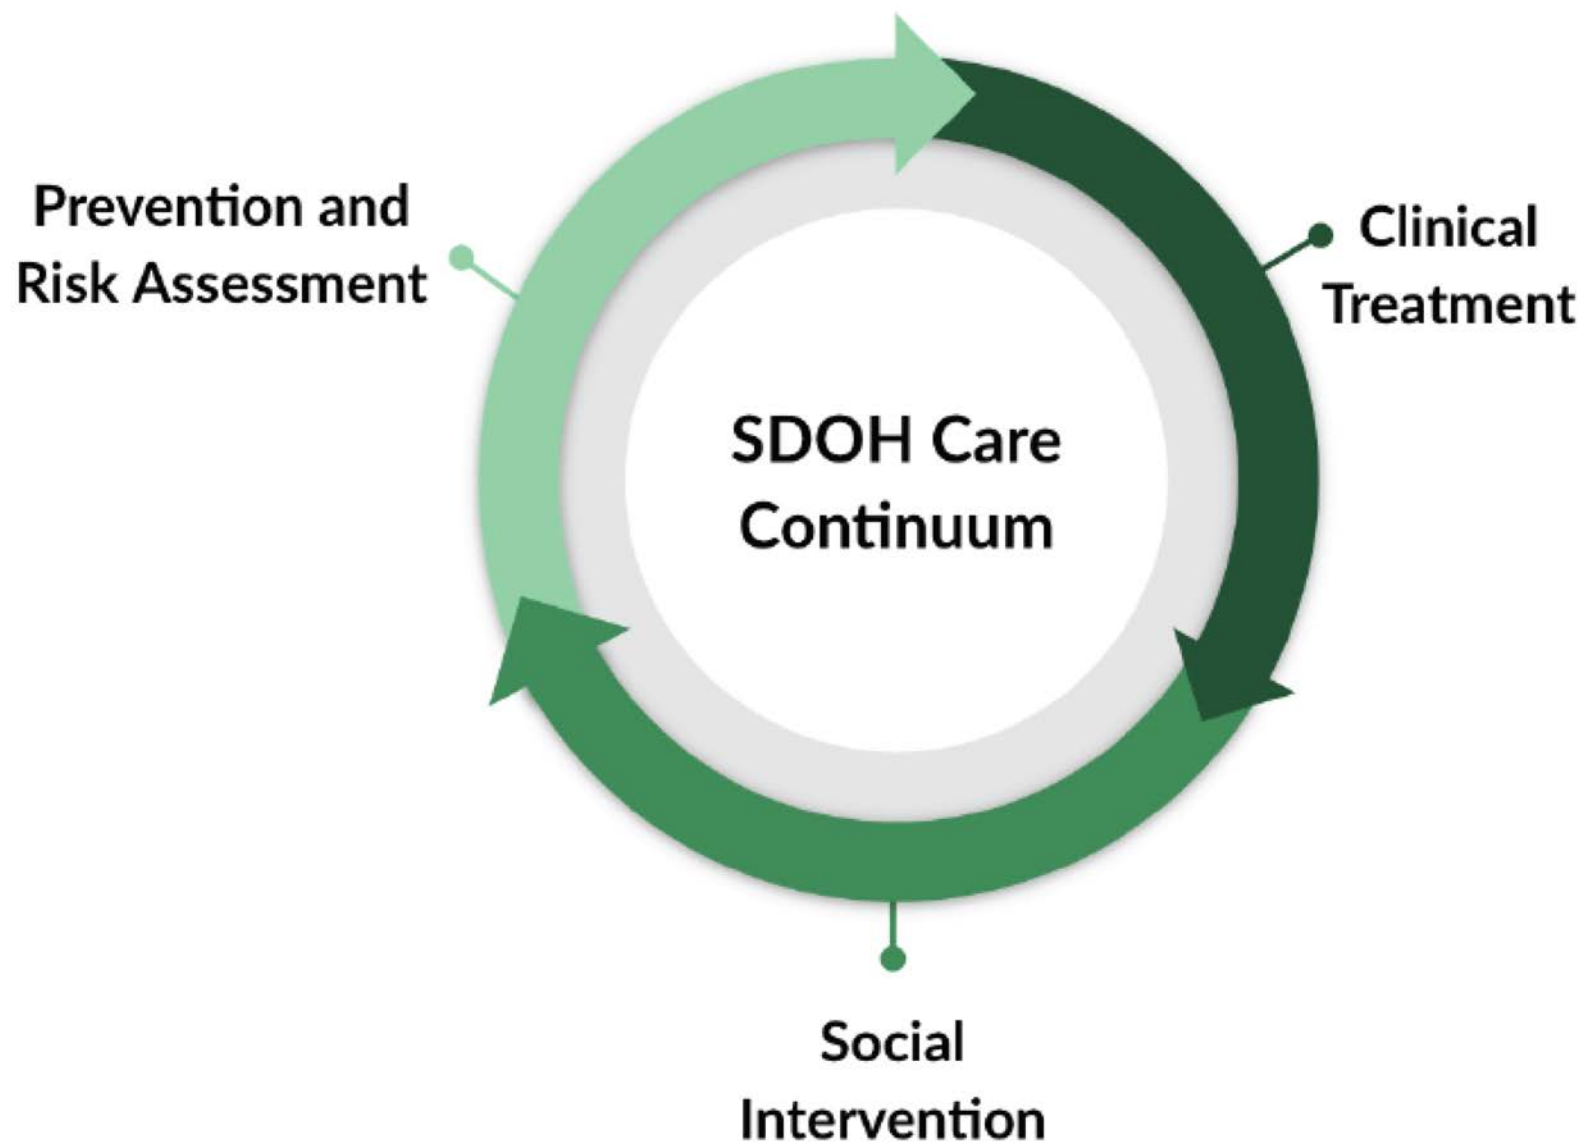 Prevention and
Risk Assessment
Clinical
Treatment
SDOH Care
Continuum
Social
Intervention